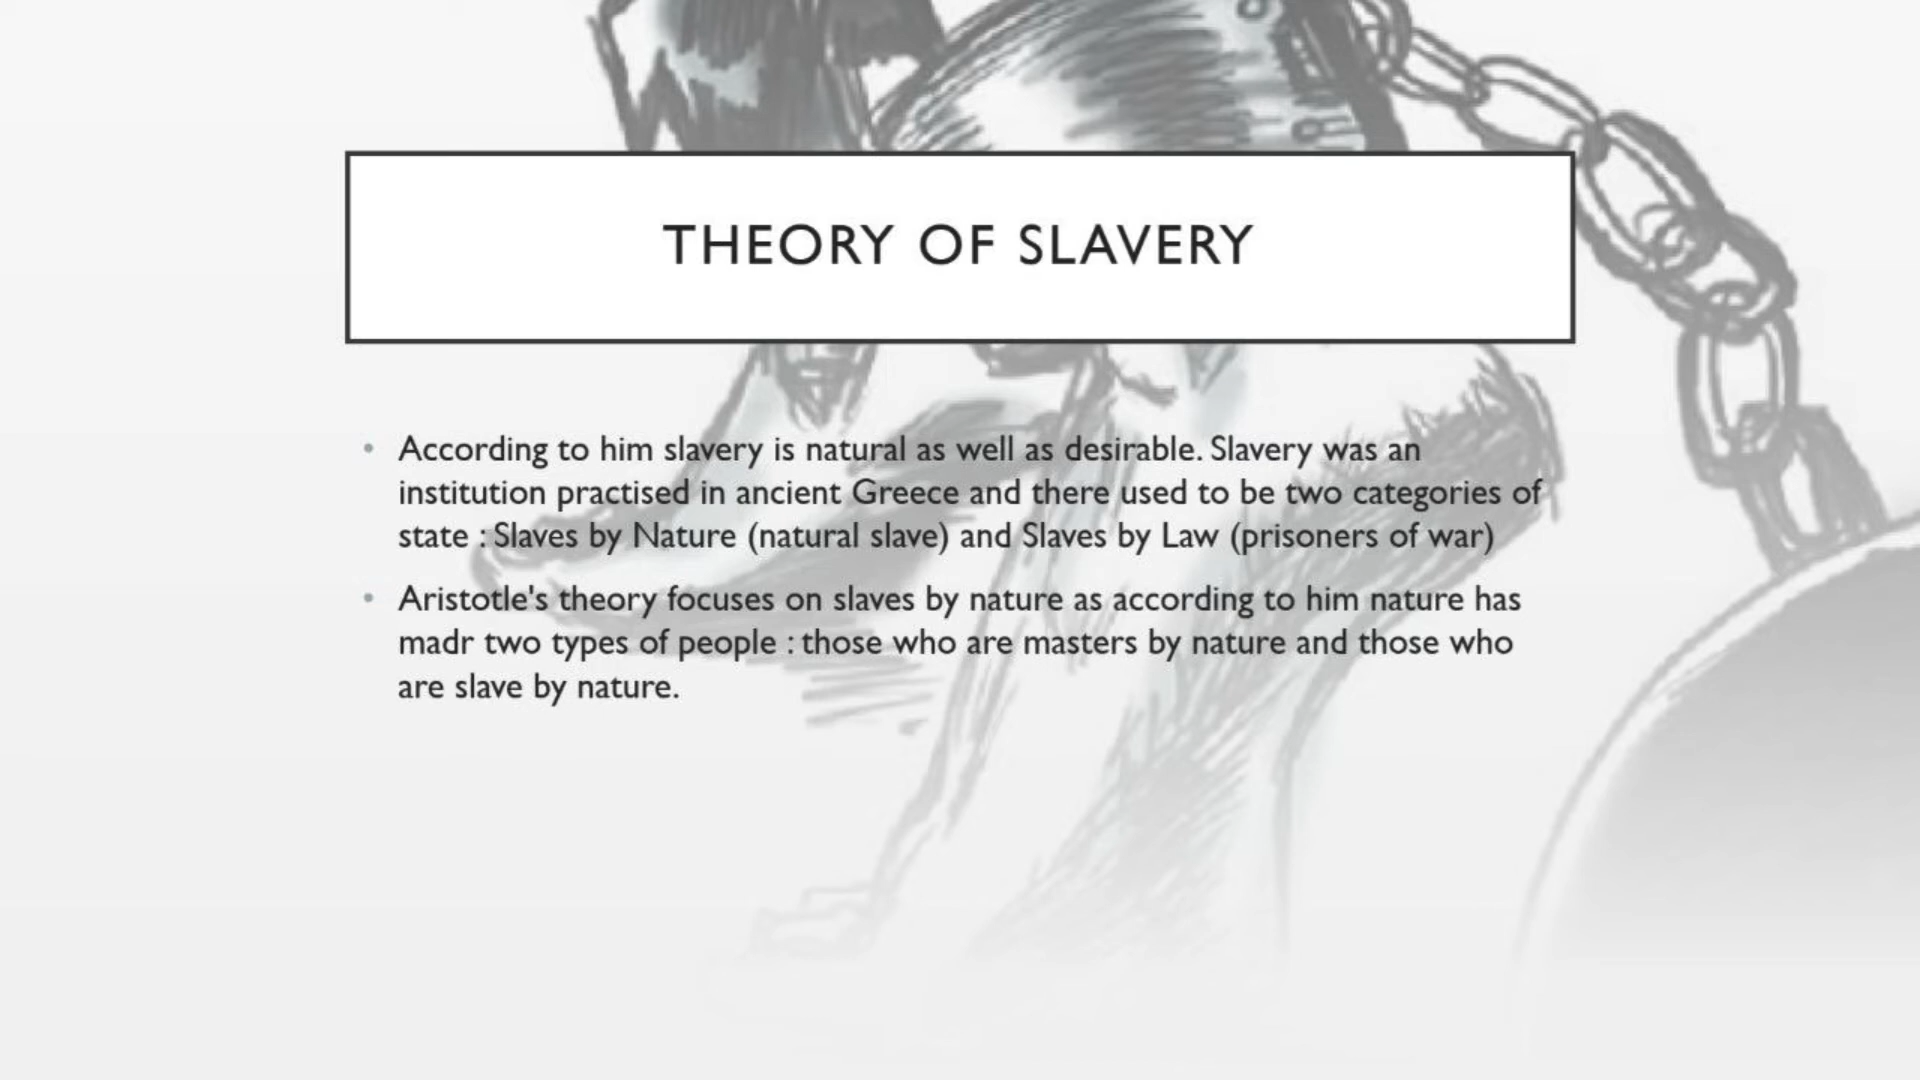 THEORY OF SLAVERY
• According to him slavery is natural as well as desirable. Slavery was an
institution practised in ancient Greece and there used to be two categories of
state : Slaves by Nature (natural slave) and Slaves by Law (prisoners of war)
• Aristotle's theory focuses on slaves by nature as according to him nature has
madr two types of people : those who are masters by nature and those who
are slave by nature.